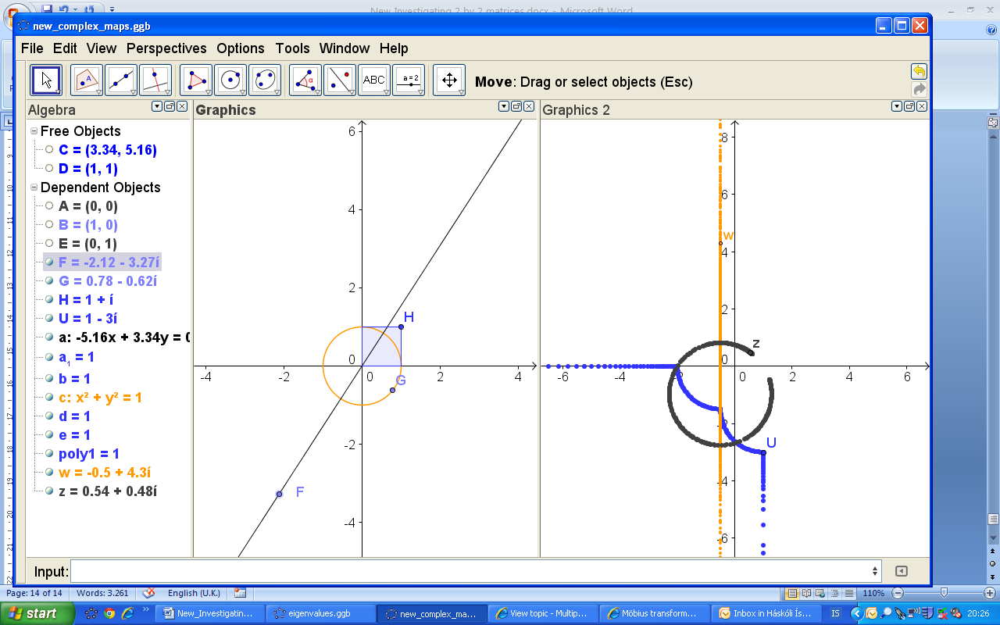 New Investigating 2 by 2 matrices.docx - Microsoft Word
new_complex_maps.ggb
File Edit View Perspectives Options Tools Window Help
A
α
ABC
a=2
Move: Drag or select objects (Esc)
Algebra
Free Objects
C = (3.34, 5.16)
D = (1, 1)
Dependent Objects
A = (0, 0)
B = (1, 0)
E = (0, 1)
F = -2.12 - 3.27í
G = 0.78 - 0.62í
H = 1 + í
U = 1 - 3í
a: -5.16x + 3.34y = 0
a₁ = 1
b = 1
c: x² + y² = 1
d = 1
e = 1
poly1 = 1
w = -0.5 + 4.3í
z = 0.54 + 0.48í
Graphics
6
4
2
0
-4 -2 0 2 4
-2
-4
H
G
F
Graphics 2
8
6
4
2
0
-6 -4 -2 0 2 4 6
-2
-4
-6
w
z
U
Input:
Page: 14 of 14 Words: 3.261 English (U.K.) 110%
start New_Investigatin... eigenvalues.ggb new_complex_ma... View topic - Multip... Möbius transform... Inbox in Háskóli Ís... IS 20:26